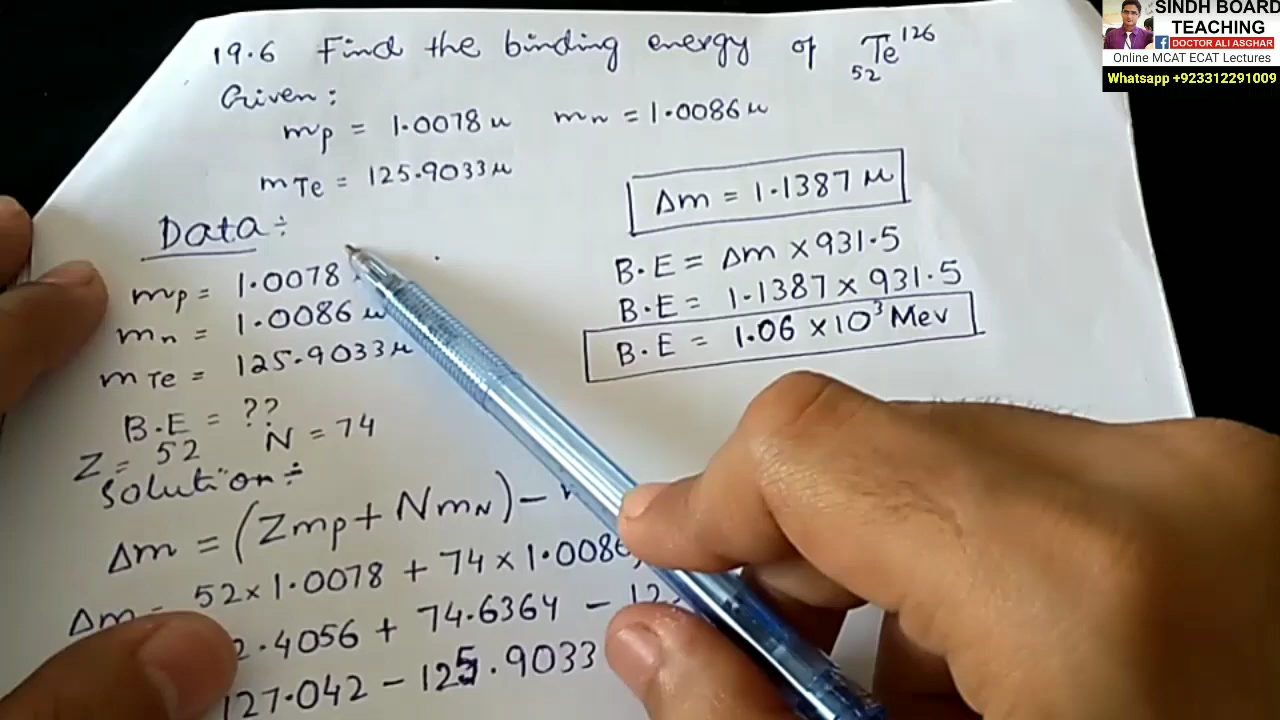 SINDH BOARD
TEACHING
DOCTOR ALI ASGHAR
Online MCAT ECAT Lectures
Whatsapp +923312291009
19.6 Find the binding energy of ₅₂Te¹²⁶
Given:
mp = 1.0078 u mn = 1.0086 u
mTe = 125.9033 u
Data ÷
mp = 1.0078
mn = 1.0086 u
mTe = 125.9033 u
B.E = ??
Z = 52 N = 74
Solution ÷
Δm = (Zmp + NmN) -
Δm = 52 × 1.0078 + 74 × 1.0086
2.4056 + 74.6364 - 12
127.042 - 125.9033
Δm = 1.1387 u
B.E = Δm × 931.5
B.E = 1.1387 × 931.5
B.E = 1.06 × 10³ Mev